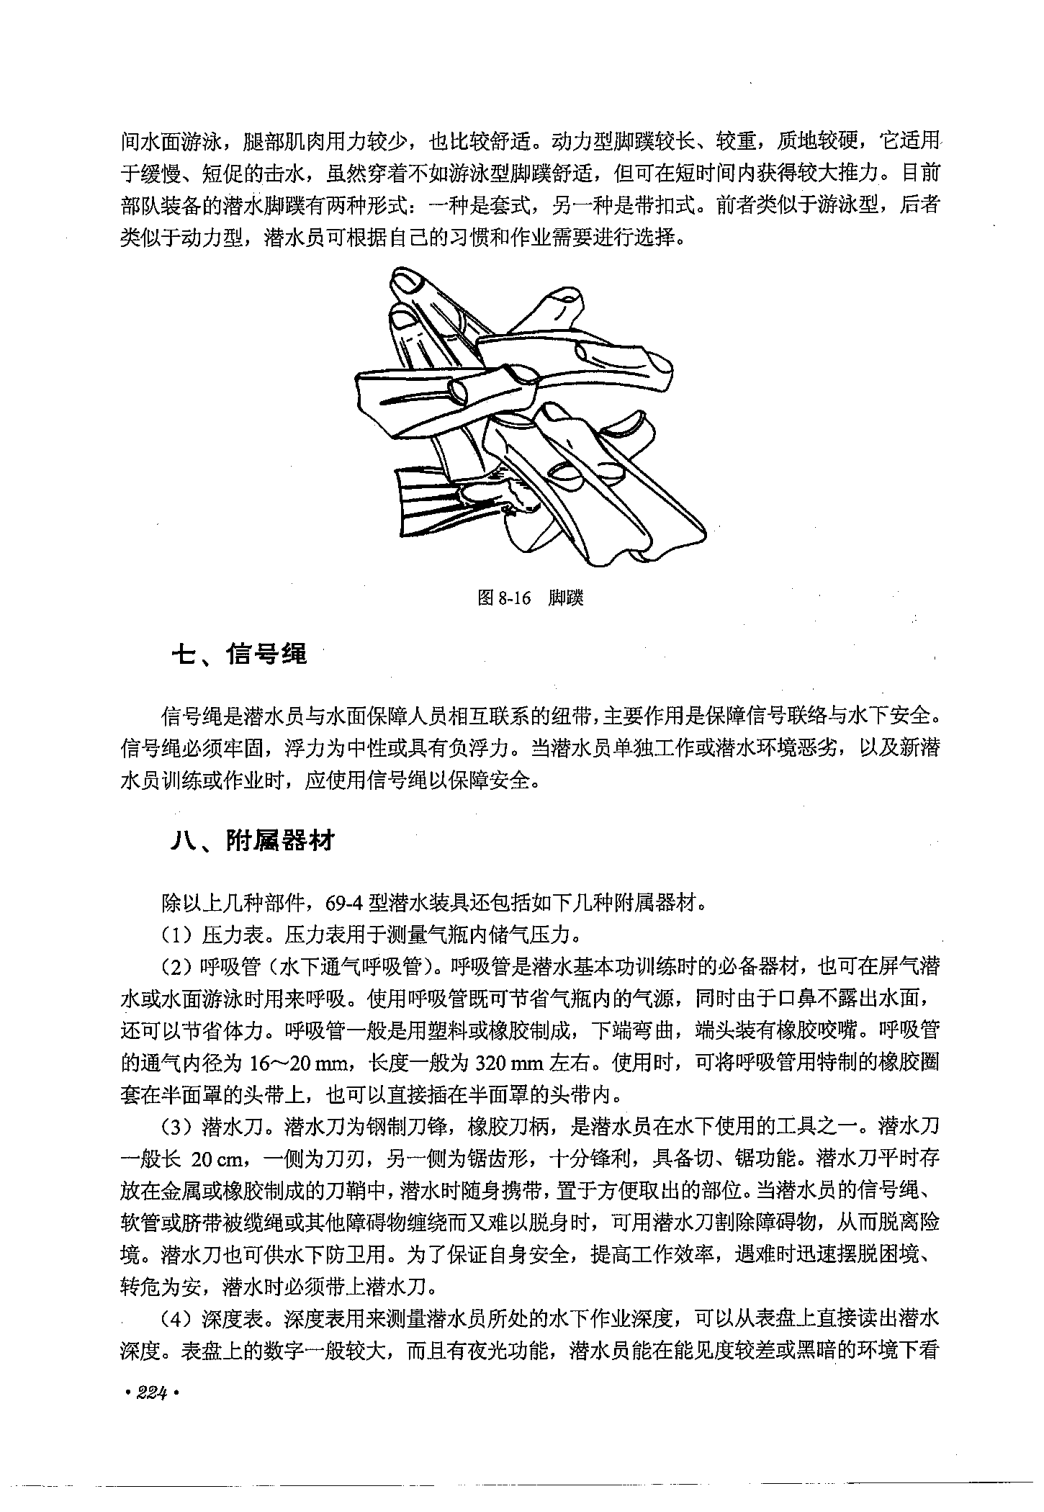 间水面游泳，腿部肌肉用力较少，也比较舒适。动力型脚蹼较长、较重，质地较硬，它适用
于缓慢、短促的击水，虽然穿着不如游泳型脚蹼舒适，但可在短时间内获得较大推力。目前
部队装备的潜水脚蹼有两种形式：一种是套式，另一种是带扣式。前者类似于游泳型，后者
类似于动力型，潜水员可根据自己的习惯和作业需要进行选择。
图 8-16 脚蹼
七、信号绳
信号绳是潜水员与水面保障人员相互联系的纽带，主要作用是保障信号联络与水下安全。
信号绳必须牢固，浮力为中性或具有负浮力。当潜水员单独工作或潜水环境恶劣，以及新潜
水员训练或作业时，应使用信号绳以保障安全。
八、附属器材
除以上几种部件，69-4 型潜水装具还包括如下几种附属器材。
（1）压力表。压力表用于测量气瓶内储气压力。
（2）呼吸管（水下通气呼吸管）。呼吸管是潜水基本功训练时的必备器材，也可在屏气潜
水或水面游泳时用来呼吸。使用呼吸管既可节省气瓶内的气源，同时由于口鼻不露出水面，
还可以节省体力。呼吸管一般是用塑料或橡胶制成，下端弯曲，端头装有橡胶咬嘴。呼吸管
的通气内径为 16～20 mm，长度一般为 320 mm 左右。使用时，可将呼吸管用特制的橡胶圈
套在半面罩的头带上，也可以直接插在半面罩的头带内。
（3）潜水刀。潜水刀为钢制刀锋，橡胶刀柄，是潜水员在水下使用的工具之一。潜水刀
一般长 20 cm，一侧为刀刃，另一侧为锯齿形，十分锋利，具备切、锯功能。潜水刀平时存
放在金属或橡胶制成的刀鞘中，潜水时随身携带，置于方便取出的部位。当潜水员的信号绳、
软管或脐带被缆绳或其他障碍物缠绕而又难以脱身时，可用潜水刀割除障碍物，从而脱离险
境。潜水刀也可供水下防卫用。为了保证自身安全，提高工作效率，遇难时迅速摆脱困境、
转危为安，潜水时必须带上潜水刀。
（4）深度表。深度表用来测量潜水员所处的水下作业深度，可以从表盘上直接读出潜水
深度。表盘上的数字一般较大，而且有夜光功能，潜水员能在能见度较差或黑暗的环境下看
·224·